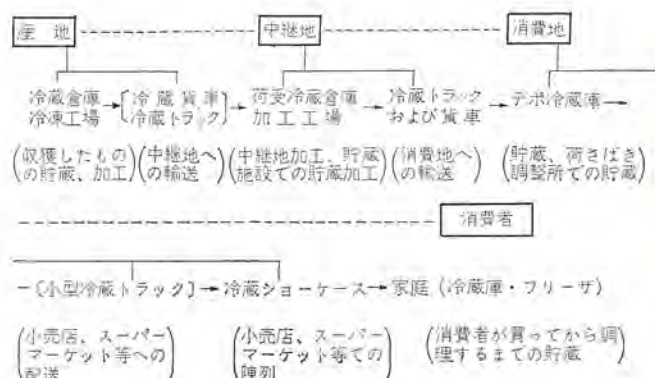 産 地 中継地 消費地
冷蔵倉庫 冷蔵貨車 荷受冷蔵倉庫 冷蔵トラック
冷凍工場→〔冷蔵トラック〕→加工工場→および貨車→デポ冷蔵庫→
(収獲したもの)(中継地へ)(中継地加工、貯蔵)(消費地へ)(貯蔵、荷さばき)
(の貯蔵、加工)(の輸送)(施設での貯蔵加工)(の輸送)(調整所での貯蔵)
消費者
〔小型冷蔵トラック〕→冷蔵ショーケース→家庭(冷蔵庫・フリーザ)
(小売店、スーパー)(小売店、スーパー)(消費者が買ってから調)
(マーケット等への)(マーケット等での)(理するまでの貯蔵)
(配送)(陳列)